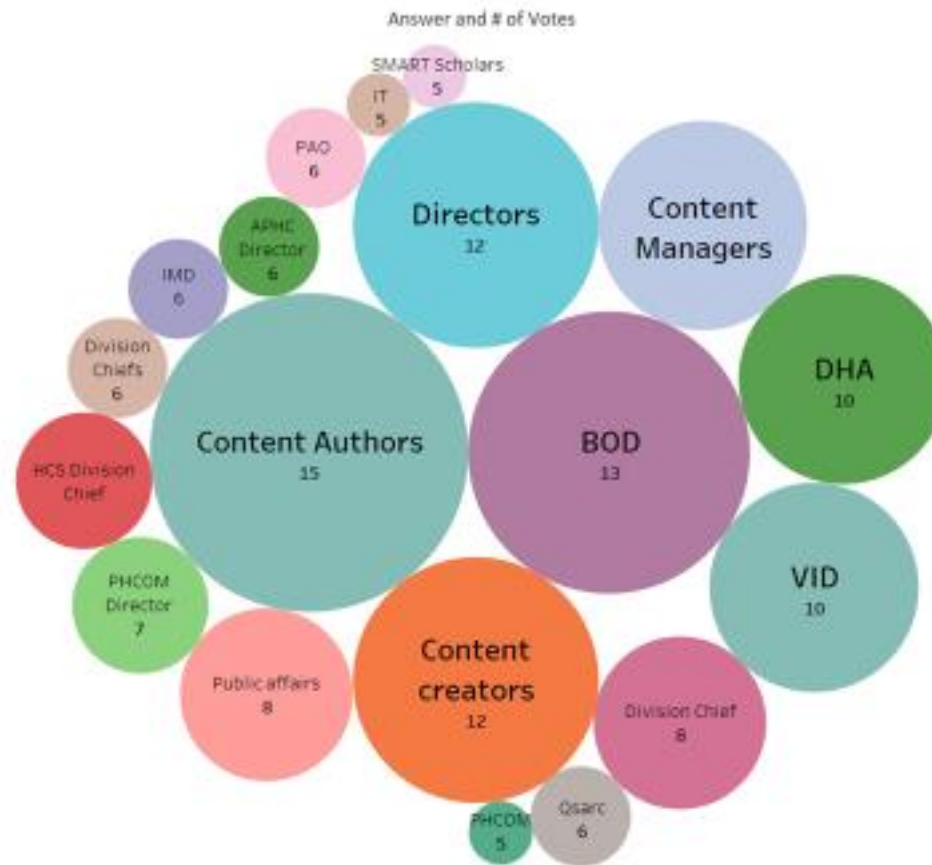 Answer and # of Votes
SMART Scholars
5
IT
5
PAO
6
Directors
12
Content
Managers
APHC
Director
6
IMD
6
DHA
10
Division
Chiefs
6
Content Authors
15
BOD
13
HCS Division
Chief
VID
10
PHCOM
Director
7
Public affairs
8
Content
creators
12
Division Chief
8
PHCOM
5
Qsarc
6